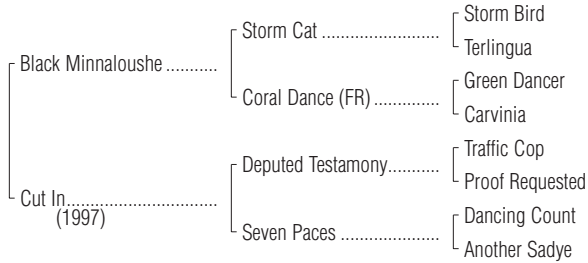 Storm Bird
Storm Cat ........................
Terlingua
Black Minnaloushe ...........
Green Dancer
Coral Dance (FR) ..............
Carvinia
Traffic Cop
Deputed Testamony...........
Proof Requested
Cut In................................
(1997)
Dancing Count
Seven Paces .....................
Another Sadye